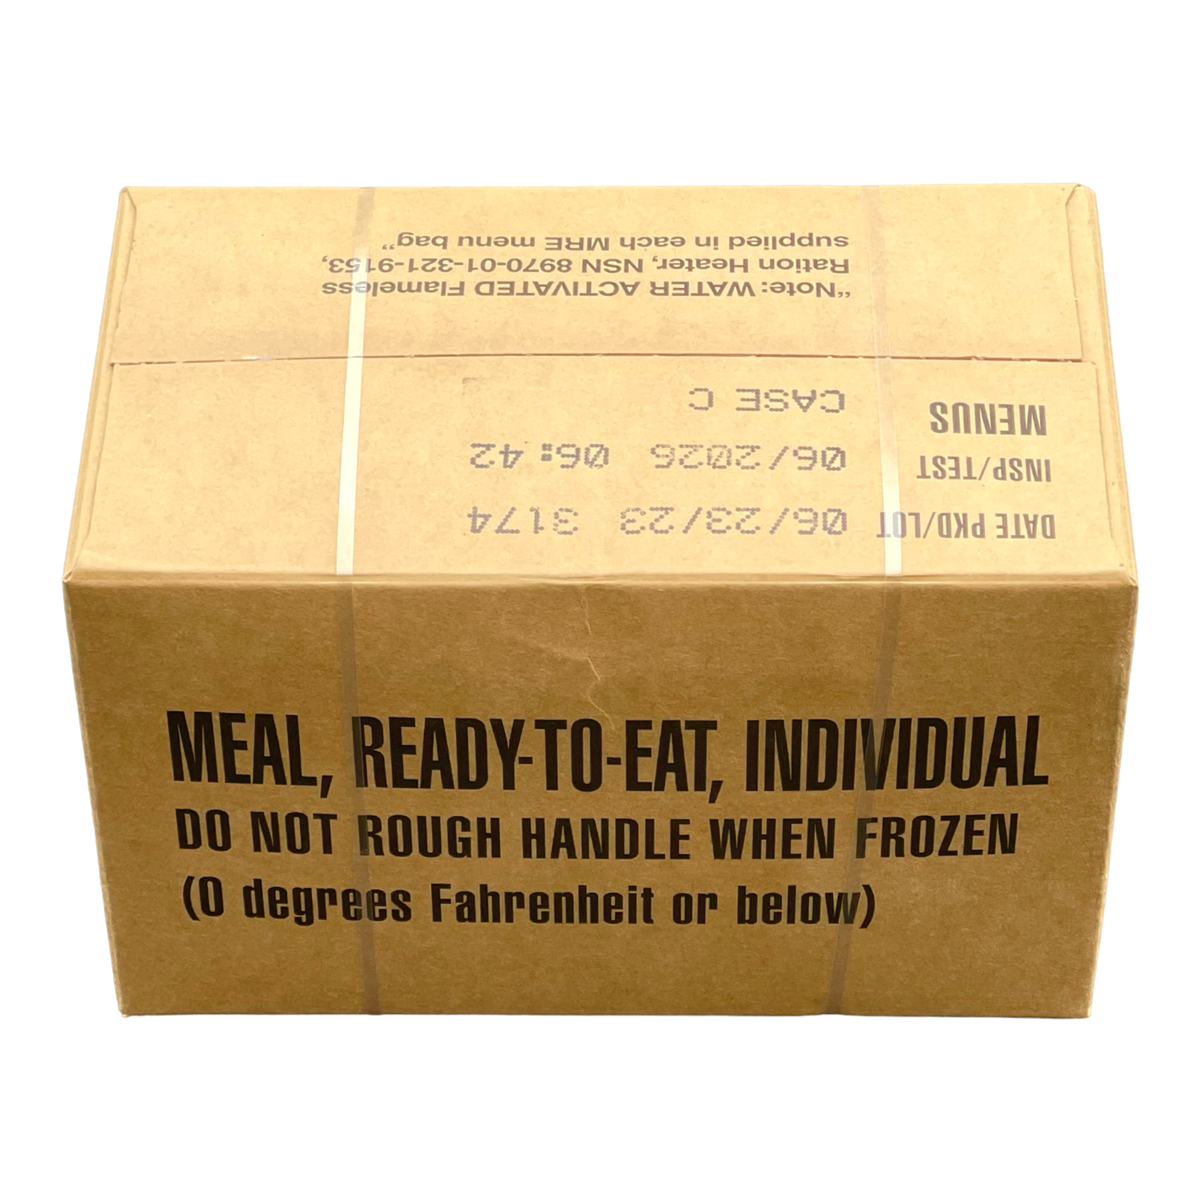 DATE PKD/LOT 06/23/23 3174
INSP/TEST 06/2026 06:42
MENUS CASE C
“Note: WATER ACTIVATED Flameless
Ration Heater, NSN 8970-01-321-9153,
supplied in each MRE menu bag”
MEAL, READY-TO-EAT, INDIVIDUAL
DO NOT ROUGH HANDLE WHEN FROZEN
(0 degrees Fahrenheit or below)